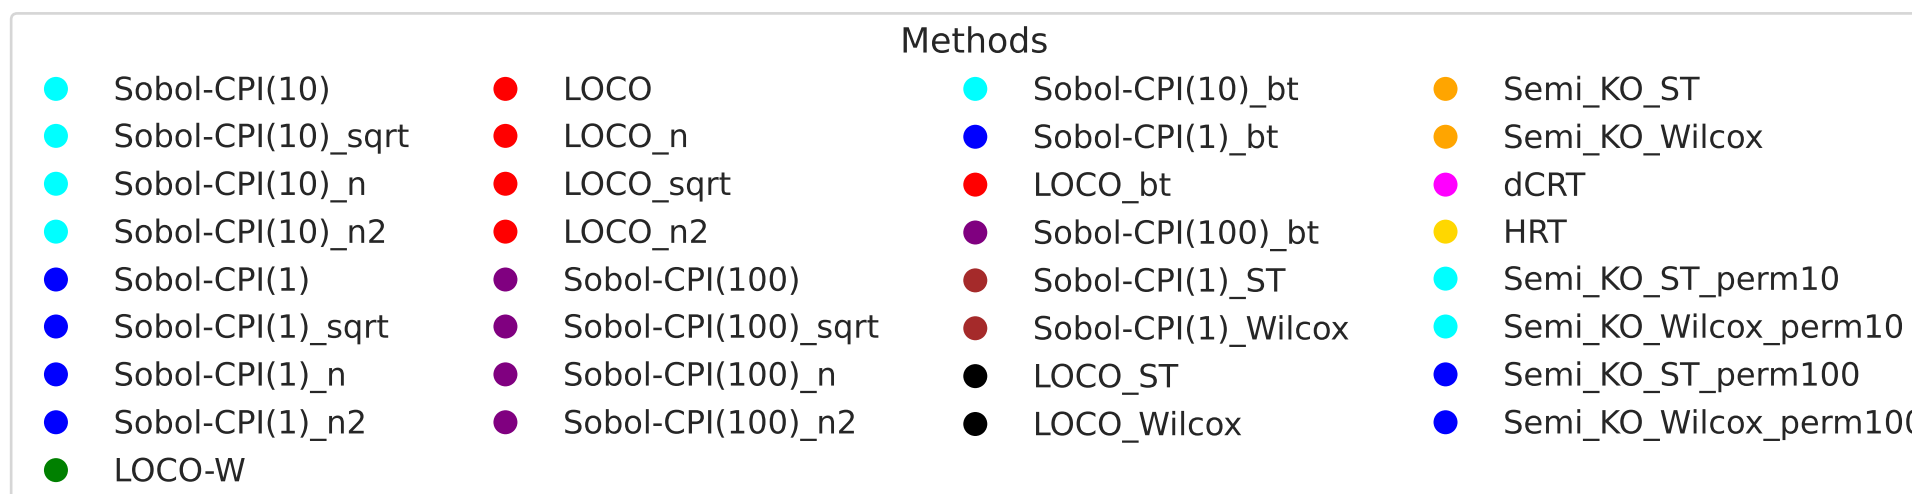 Methods
Sobol-CPI(10)
Sobol-CPI(10)_sqrt
Sobol-CPI(10)_n
Sobol-CPI(10)_n2
Sobol-CPI(1)
Sobol-CPI(1)_sqrt
Sobol-CPI(1)_n
Sobol-CPI(1)_n2
LOCO-W
LOCO
LOCO_n
LOCO_sqrt
LOCO_n2
Sobol-CPI(100)
Sobol-CPI(100)_sqrt
Sobol-CPI(100)_n
Sobol-CPI(100)_n2
Sobol-CPI(10)_bt
Sobol-CPI(1)_bt
LOCO_bt
Sobol-CPI(100)_bt
Sobol-CPI(1)_ST
Sobol-CPI(1)_Wilcox
LOCO_ST
LOCO_Wilcox
Semi_KO_ST
Semi_KO_Wilcox
dCRT
HRT
Semi_KO_ST_perm10
Semi_KO_Wilcox_perm10
Semi_KO_ST_perm100
Semi_KO_Wilcox_perm100